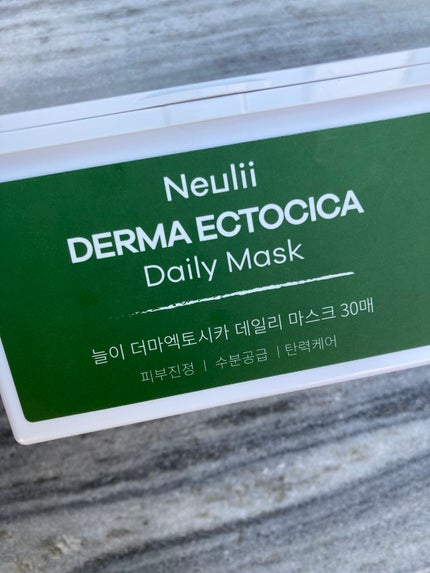 Neulii
DERMA ECTOCICA
Daily Mask
늘이 더마엑토시카 데일리 마스크 30매
피부진정 | 수분공급 | 탄력케어